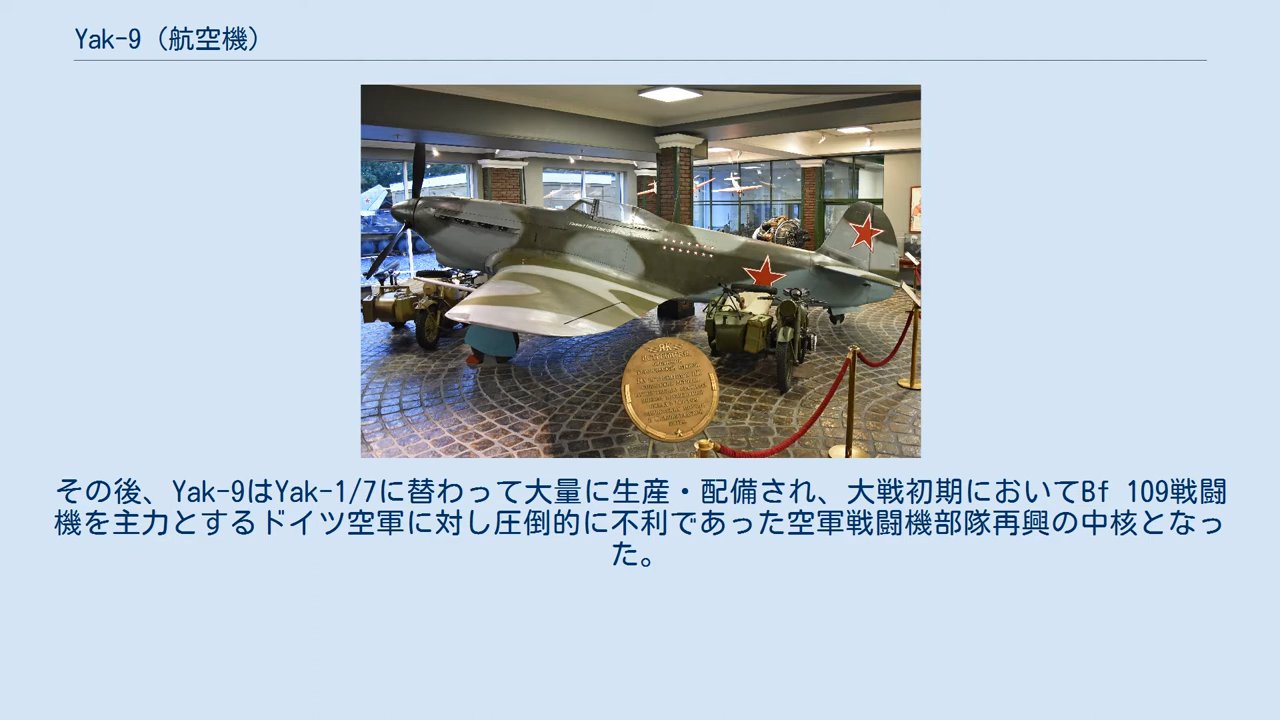 Yak-9（航空機）
その後、Yak-9はYak-1/7に替わって大量に生産・配備され、大戦初期においてBf 109戦闘
機を主力とするドイツ空軍に対し圧倒的に不利であった空軍戦闘機部隊再興の中核となっ
た。